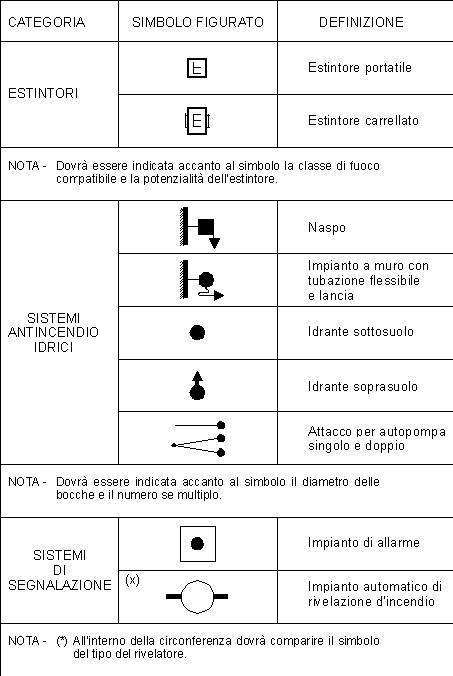 CATEGORIA SIMBOLO FIGURATO DEFINIZIONE
ESTINTORI
E
Estintore portatile
E
Estintore carrellato
NOTA - Dovrà essere indicata accanto al simbolo la classe di fuoco
compatibile e la potenzialità dell'estintore.
SISTEMI
ANTINCENDIO
IDRICI
Naspo
Impianto a muro con
tubazione flessibile
e lancia
Idrante sottosuolo
Idrante soprasuolo
Attacco per autopompa
singolo e doppio
NOTA - Dovrà essere indicata accanto al simbolo il diametro delle
bocche e il numero se multiplo.
SISTEMI
DI
SEGNALAZIONE
Impianto di allarme
(x)
Impianto automatico di
rivelazione d'incendio
NOTA - (*) All'interno della circonferenza dovrà comparire il simbolo
del tipo del rivelatore.